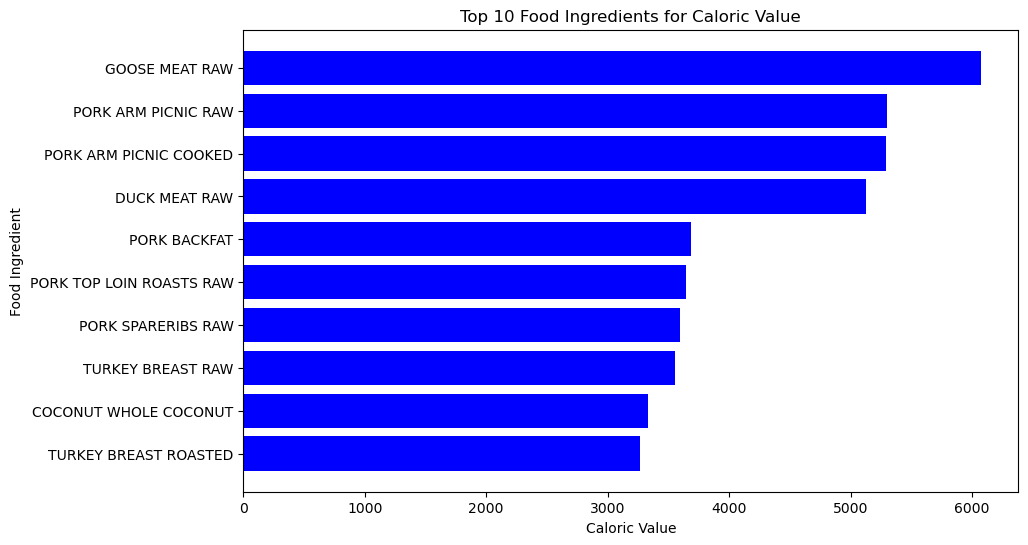 Top 10 Food Ingredients for Caloric Value
Food Ingredient
GOOSE MEAT RAW
PORK ARM PICNIC RAW
PORK ARM PICNIC COOKED
DUCK MEAT RAW
PORK BACKFAT
PORK TOP LOIN ROASTS RAW
PORK SPARERIBS RAW
TURKEY BREAST RAW
COCONUT WHOLE COCONUT
TURKEY BREAST ROASTED
0 1000 2000 3000 4000 5000 6000
Caloric Value